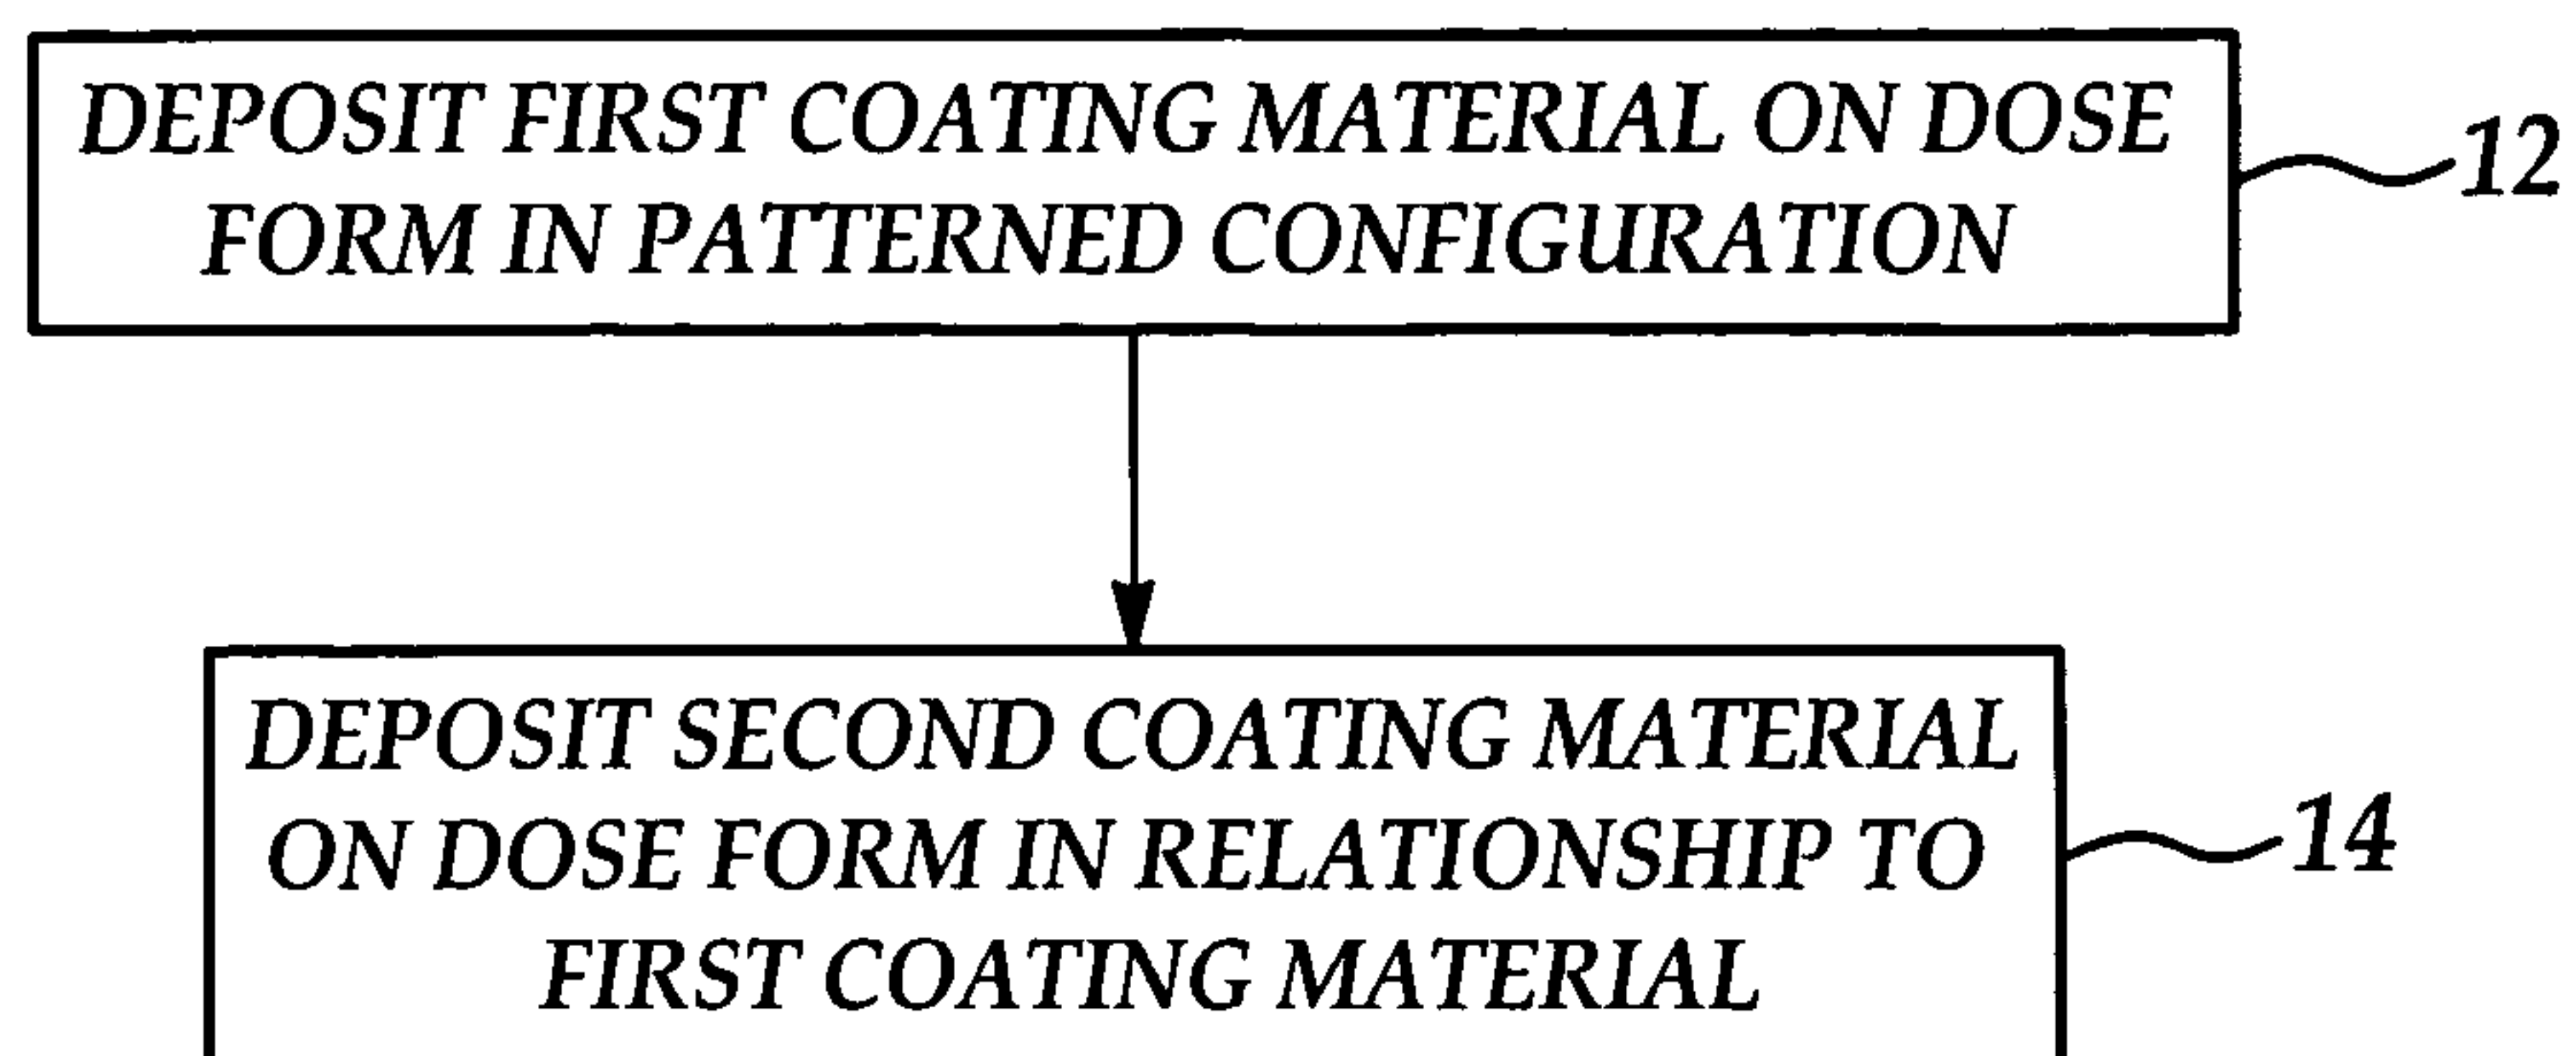 DEPOSIT FIRST COATING MATERIAL ON DOSE
FORM IN PATTERNED CONFIGURATION
12
DEPOSIT SECOND COATING MATERIAL
ON DOSE FORM IN RELATIONSHIP TO
FIRST COATING MATERIAL
14